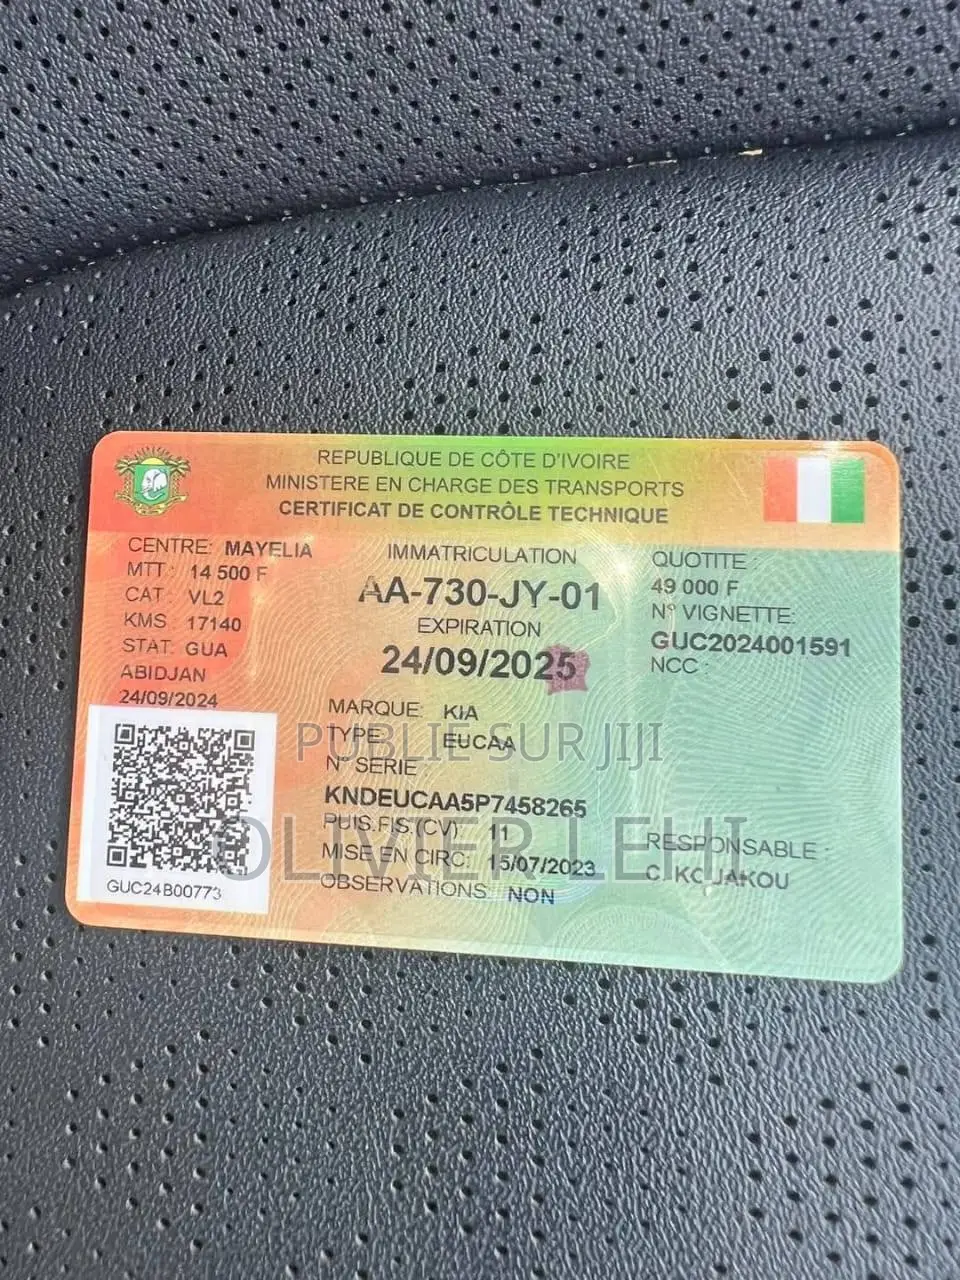 REPUBLIQUE DE CÔTE D'IVOIRE
MINISTERE EN CHARGE DES TRANSPORTS
CERTIFICAT DE CONTRÔLE TECHNIQUE
CENTRE: MAYELIA
MTT: 14 500 F
CAT: VL2
KMS: 17140
STAT: GUA
ABIDJAN
24/09/2024
GUC24B00773
IMMATRICULATION
AA-730-JY-01
EXPIRATION
24/09/2025
MARQUE: KIA
TYPE EUCAA
N° SERIE
KNDEUCAA5P7458265
PUIS.FIS.(CV): 11
MISE EN CIRC: 15/07/2023
OBSERVATIONS: NON
QUOTITE:
49 000 F
N° VIGNETTE:
GUC2024001591
NCC:
RESPONSABLE:
PUBLIÉ SUR JIJI
OLIVIER LEHI